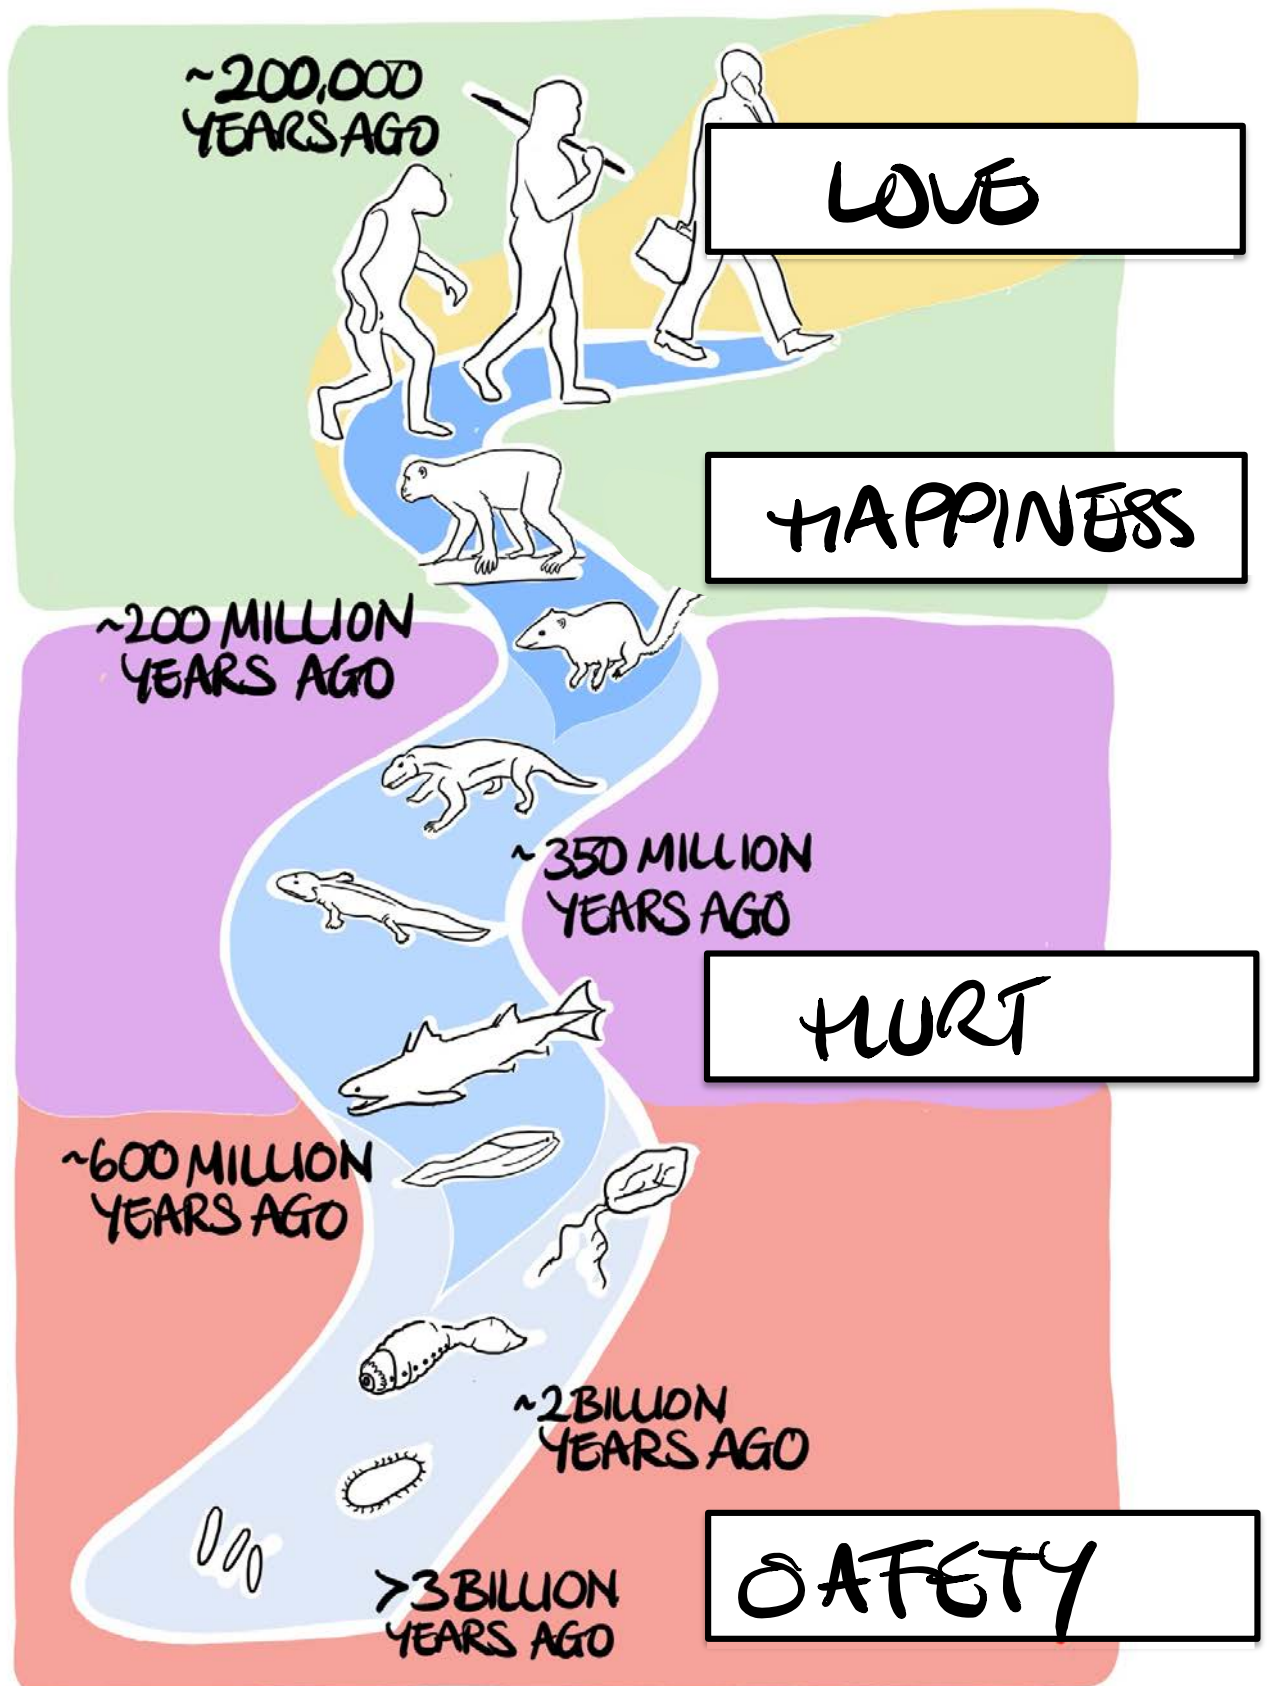 ~200,000
YEARS AGO
LOVE
HAPPINESS
~200 MILLION
YEARS AGO
~350 MILLION
YEARS AGO
HURT
~600 MILLION
YEARS AGO
~2 BILLION
YEARS AGO
SAFETY
>3 BILLION
YEARS AGO